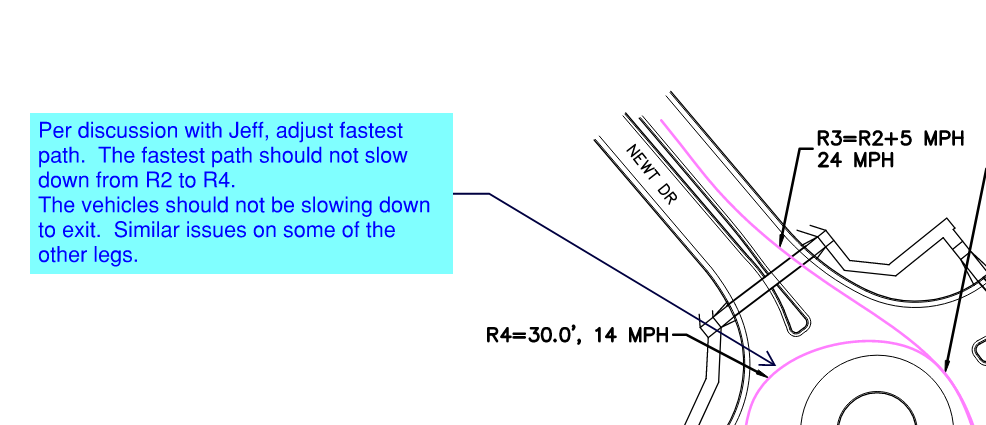 Per discussion with Jeff, adjust fastest
path.  The fastest path should not slow
down from R2 to R4.
The vehicles should not be slowing down
to exit.  Similar issues on some of the
other legs.
NEWT DR
R3=R2+5 MPH
24 MPH
R4=30.0', 14 MPH